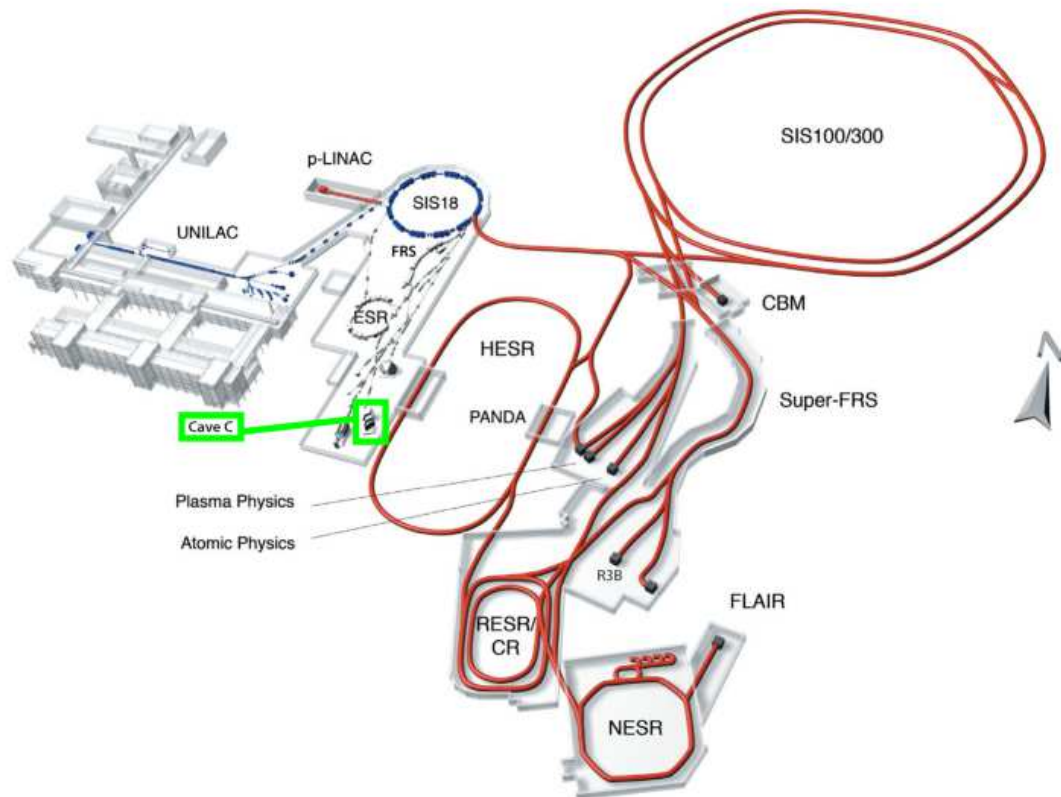 SIS100/300
p-LINAC
SIS18
UNILAC
FRS
CBM
ESR
HESR
Super-FRS
PANDA
Cave C
Plasma Physics
Atomic Physics
R3B
FLAIR
RESR/
CR
NESR